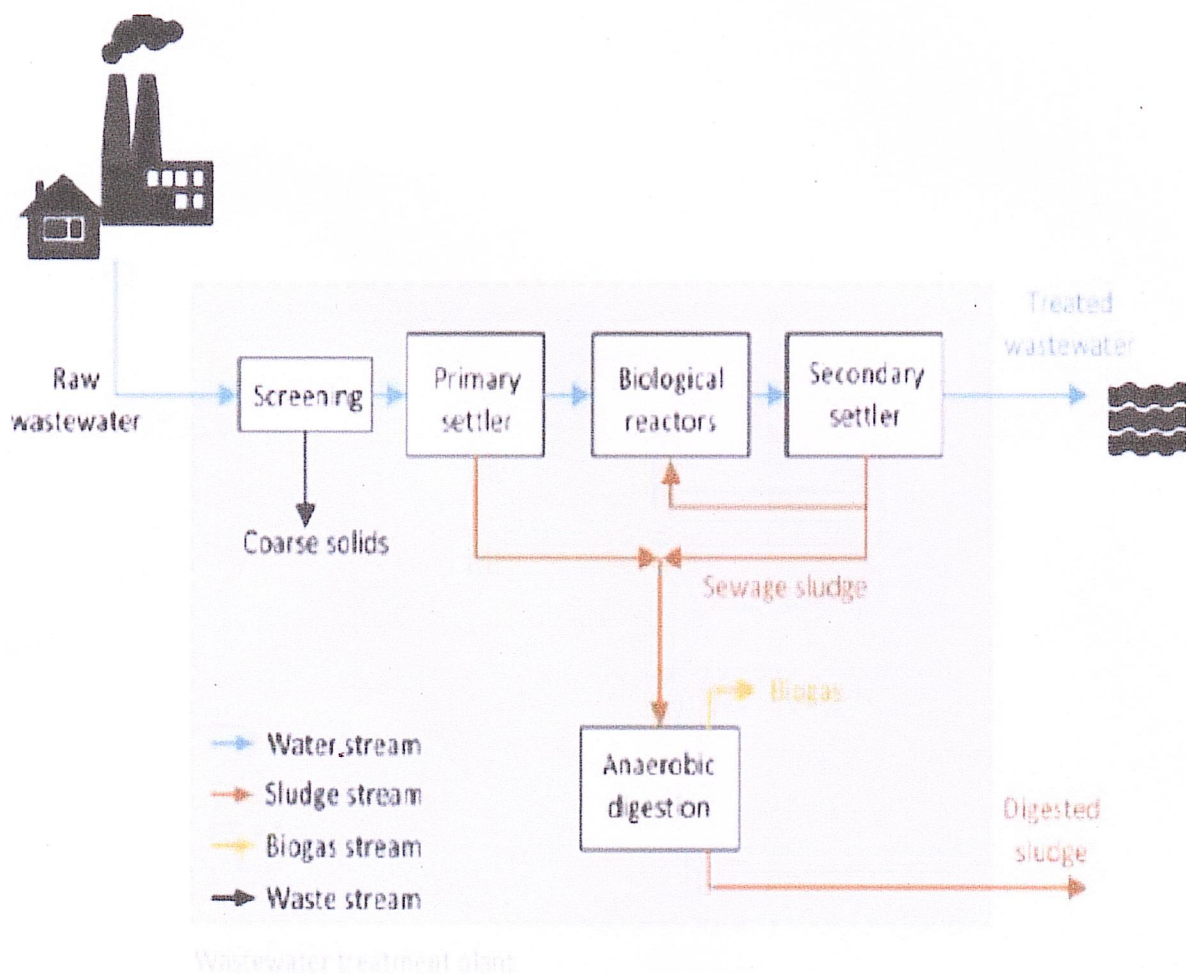 Treated
wastewater
Raw
wastewater
Screening
Primary
settler
Biological
reactors
Secondary
settler
Coarse solids
Sewage sludge
Biogas
Anaerobic
digestion
Water stream
Sludge stream
Biogas stream
Waste stream
Digested
sludge
Wastewater treatment plant